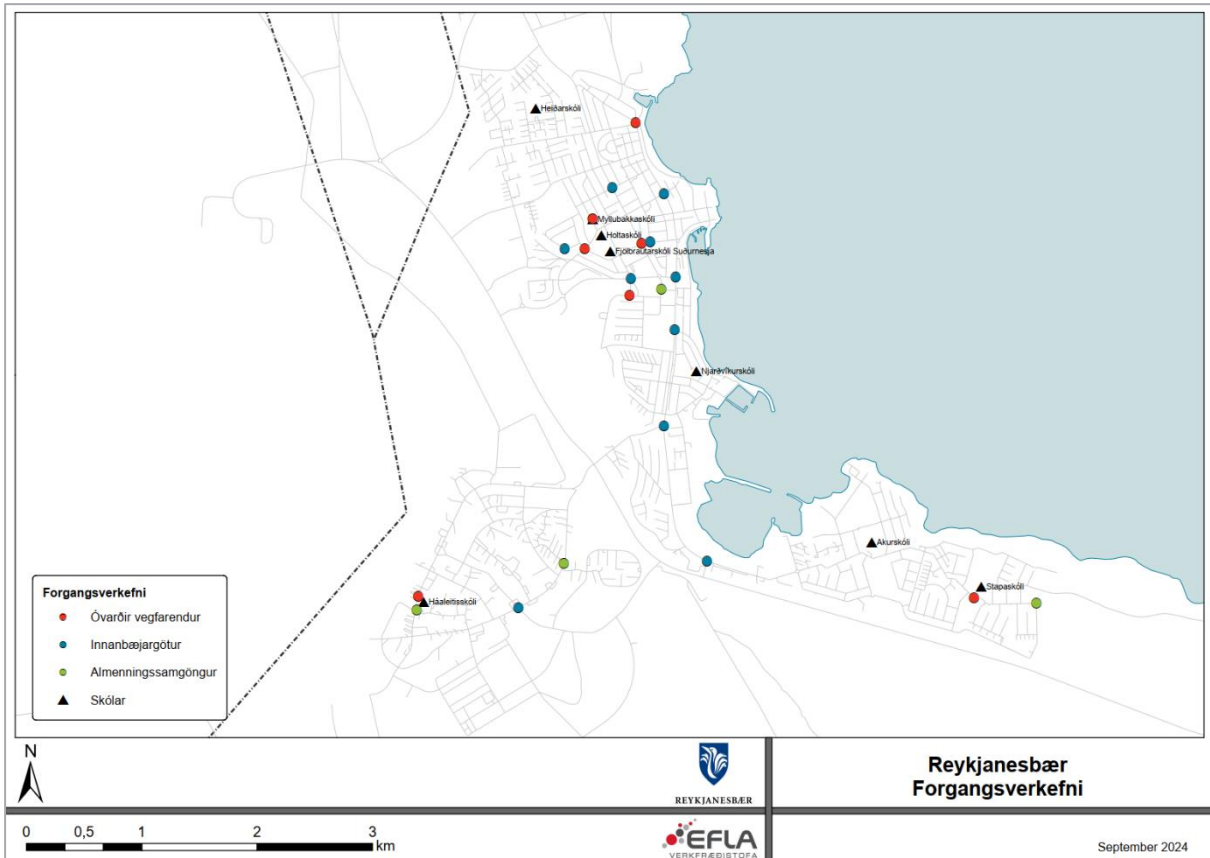 Heiðarskóli
Myllubakkaskóli
Holtaskóli
Fjölbrautarskóli Suðurnesja
Njarðvíkurskóli
Akurskóli
Stapaskóli
Háaleitisskóli
Forgangsverkefni
Óvarðir vegfarendur
Innanbæjargötur
Almenningssamgöngur
Skólar
N
REYKJANESBÆR
Reykjanesbær
Forgangsverkefni
0 0,5 1 2 3
km
EFLA
VERKFRÆÐISTOFA
September 2024